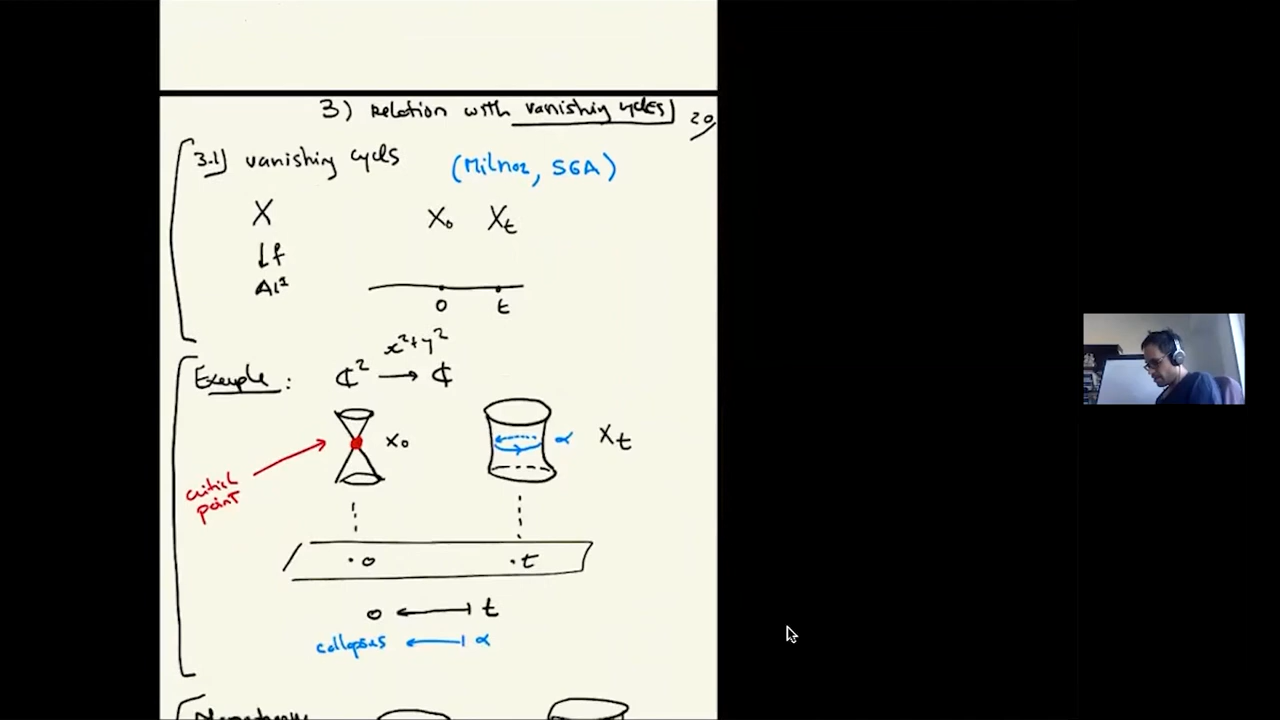 3) Relation with vanishing cycles 20/
3.1) vanishing cycles (Milnor, SGA)
X X₀ Xₜ
↓f
A¹
0 t
x²+y²
Example : ℂ² → ℂ
X₀ α Xₜ
critical
point
· 0 · t
0 ← t
collapses ← α